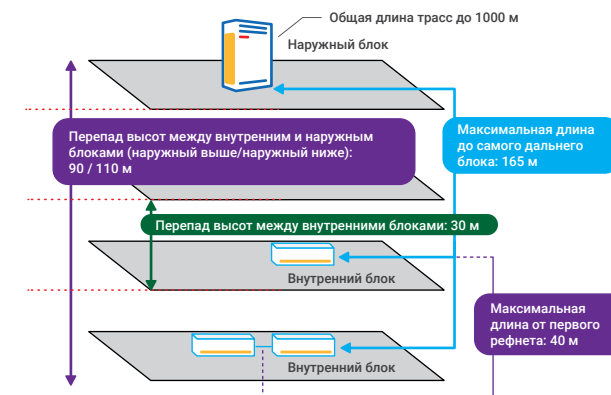 Общая длина трасс до 1000 м
Наружный блок
Перепад высот между внутренним и наружным
блоками (наружный выше/наружный ниже):
90 / 110 м
Максимальная длина
до самого дальнего
блока: 165 м
Перепад высот между внутренними блоками: 30 м
Внутренний блок
Максимальная
длина от первого
рефнета: 40 м
Внутренний блок